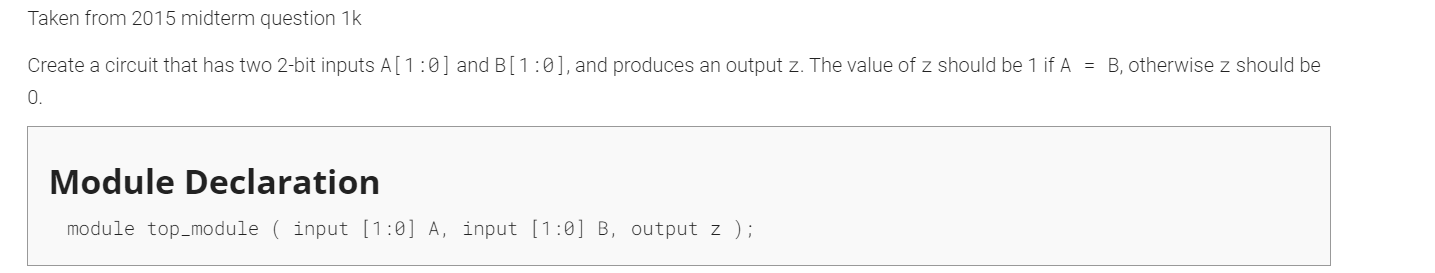 Taken from 2015 midterm question 1k
Create a circuit that has two 2-bit inputs A[1:0] and B[1:0], and produces an output z. The value of z should be 1 if A = B, otherwise z should be
0.
Module Declaration
module top_module ( input [1:0] A, input [1:0] B, output z );